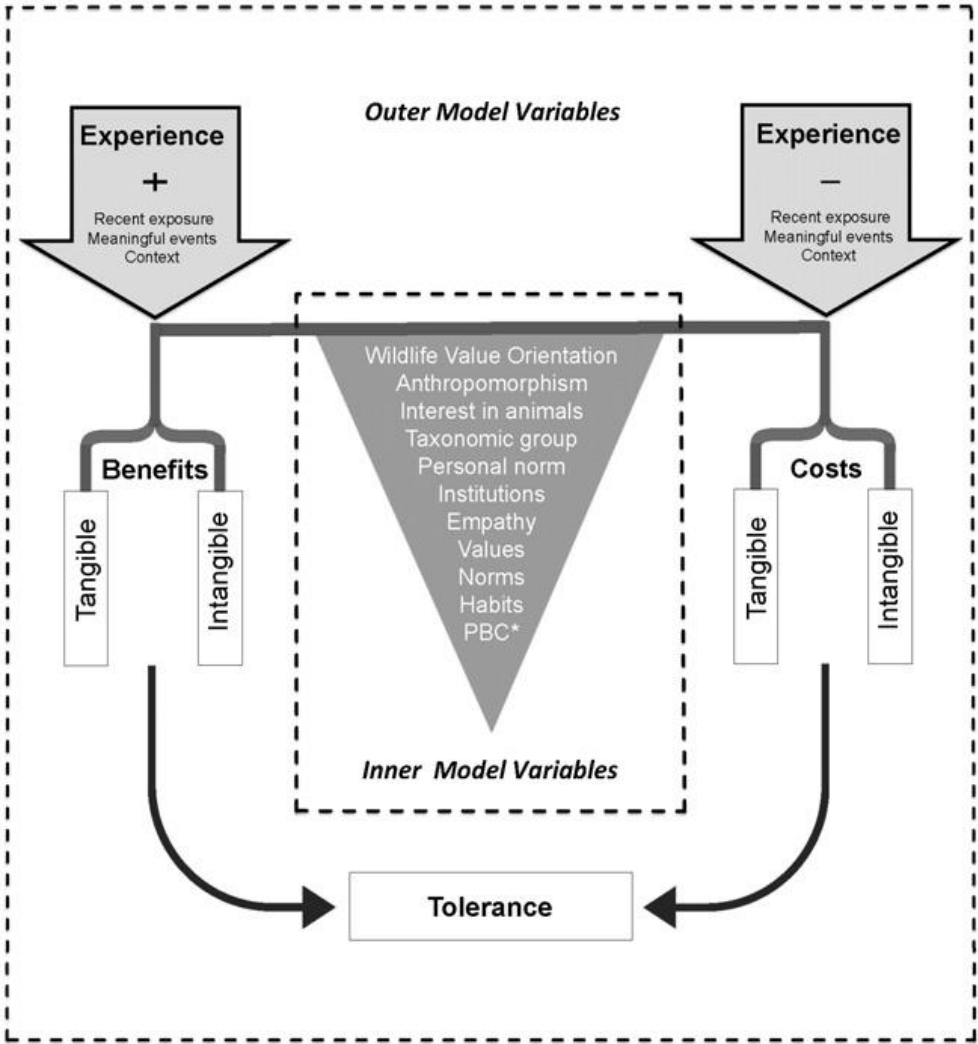 Outer Model Variables
Experience
+
Recent exposure
Meaningful events
Context
Experience
–
Recent exposure
Meaningful events
Context
Wildlife Value Orientation
Anthropomorphism
Interest in animals
Taxonomic group
Personal norm
Institutions
Empathy
Values
Norms
Habits
PBC*
Inner Model Variables
Benefits
Tangible
Intangible
Costs
Tangible
Intangible
Tolerance